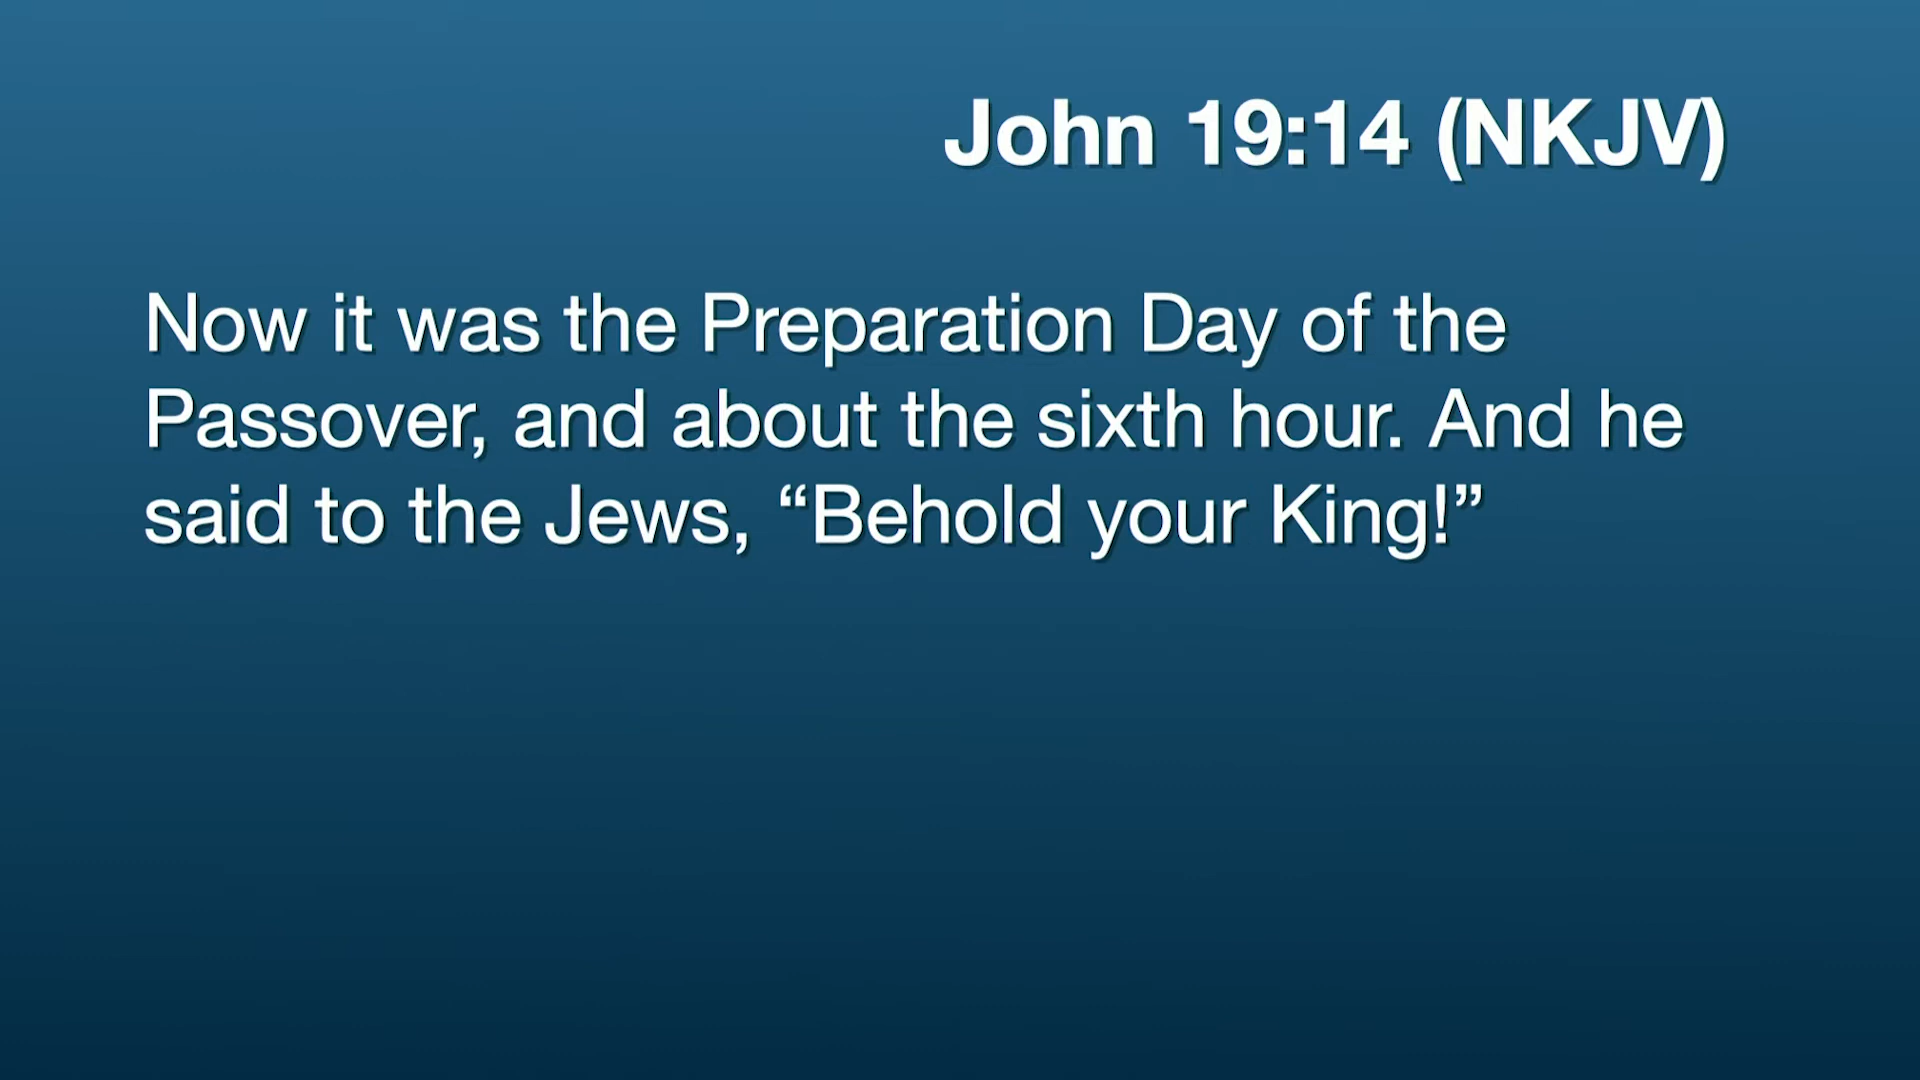 John 19:14 (NKJV)
Now it was the Preparation Day of the
Passover, and about the sixth hour. And he
said to the Jews, “Behold your King!”